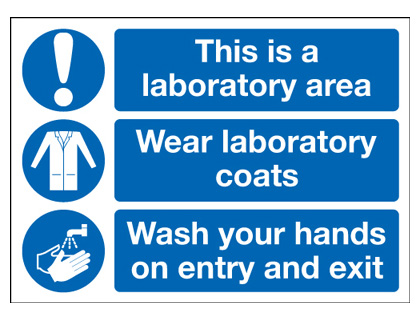 This is a
laboratory area
Wear laboratory
coats
Wash your hands
on entry and exit